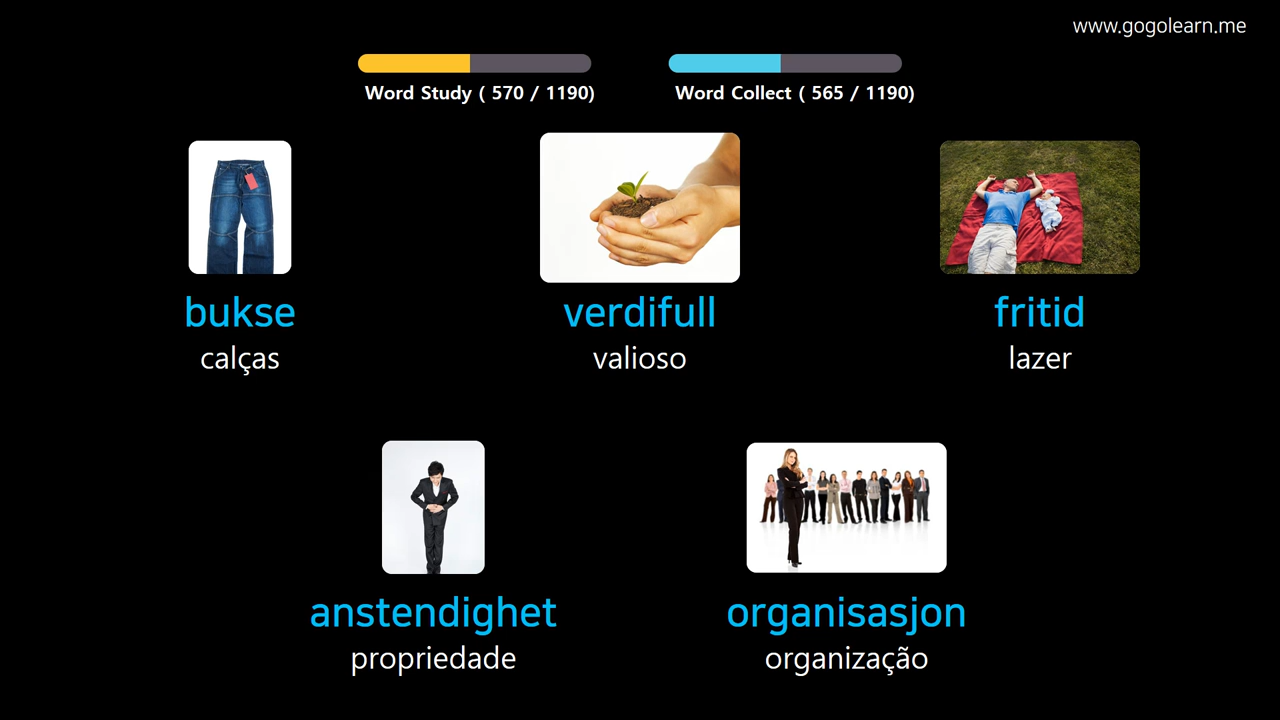 www.gogolearn.me
Word Study ( 570 / 1190)
Word Collect ( 565 / 1190)
bukse
calças
verdifull
valioso
fritid
lazer
anstendighet
propriedade
organisasjon
organização